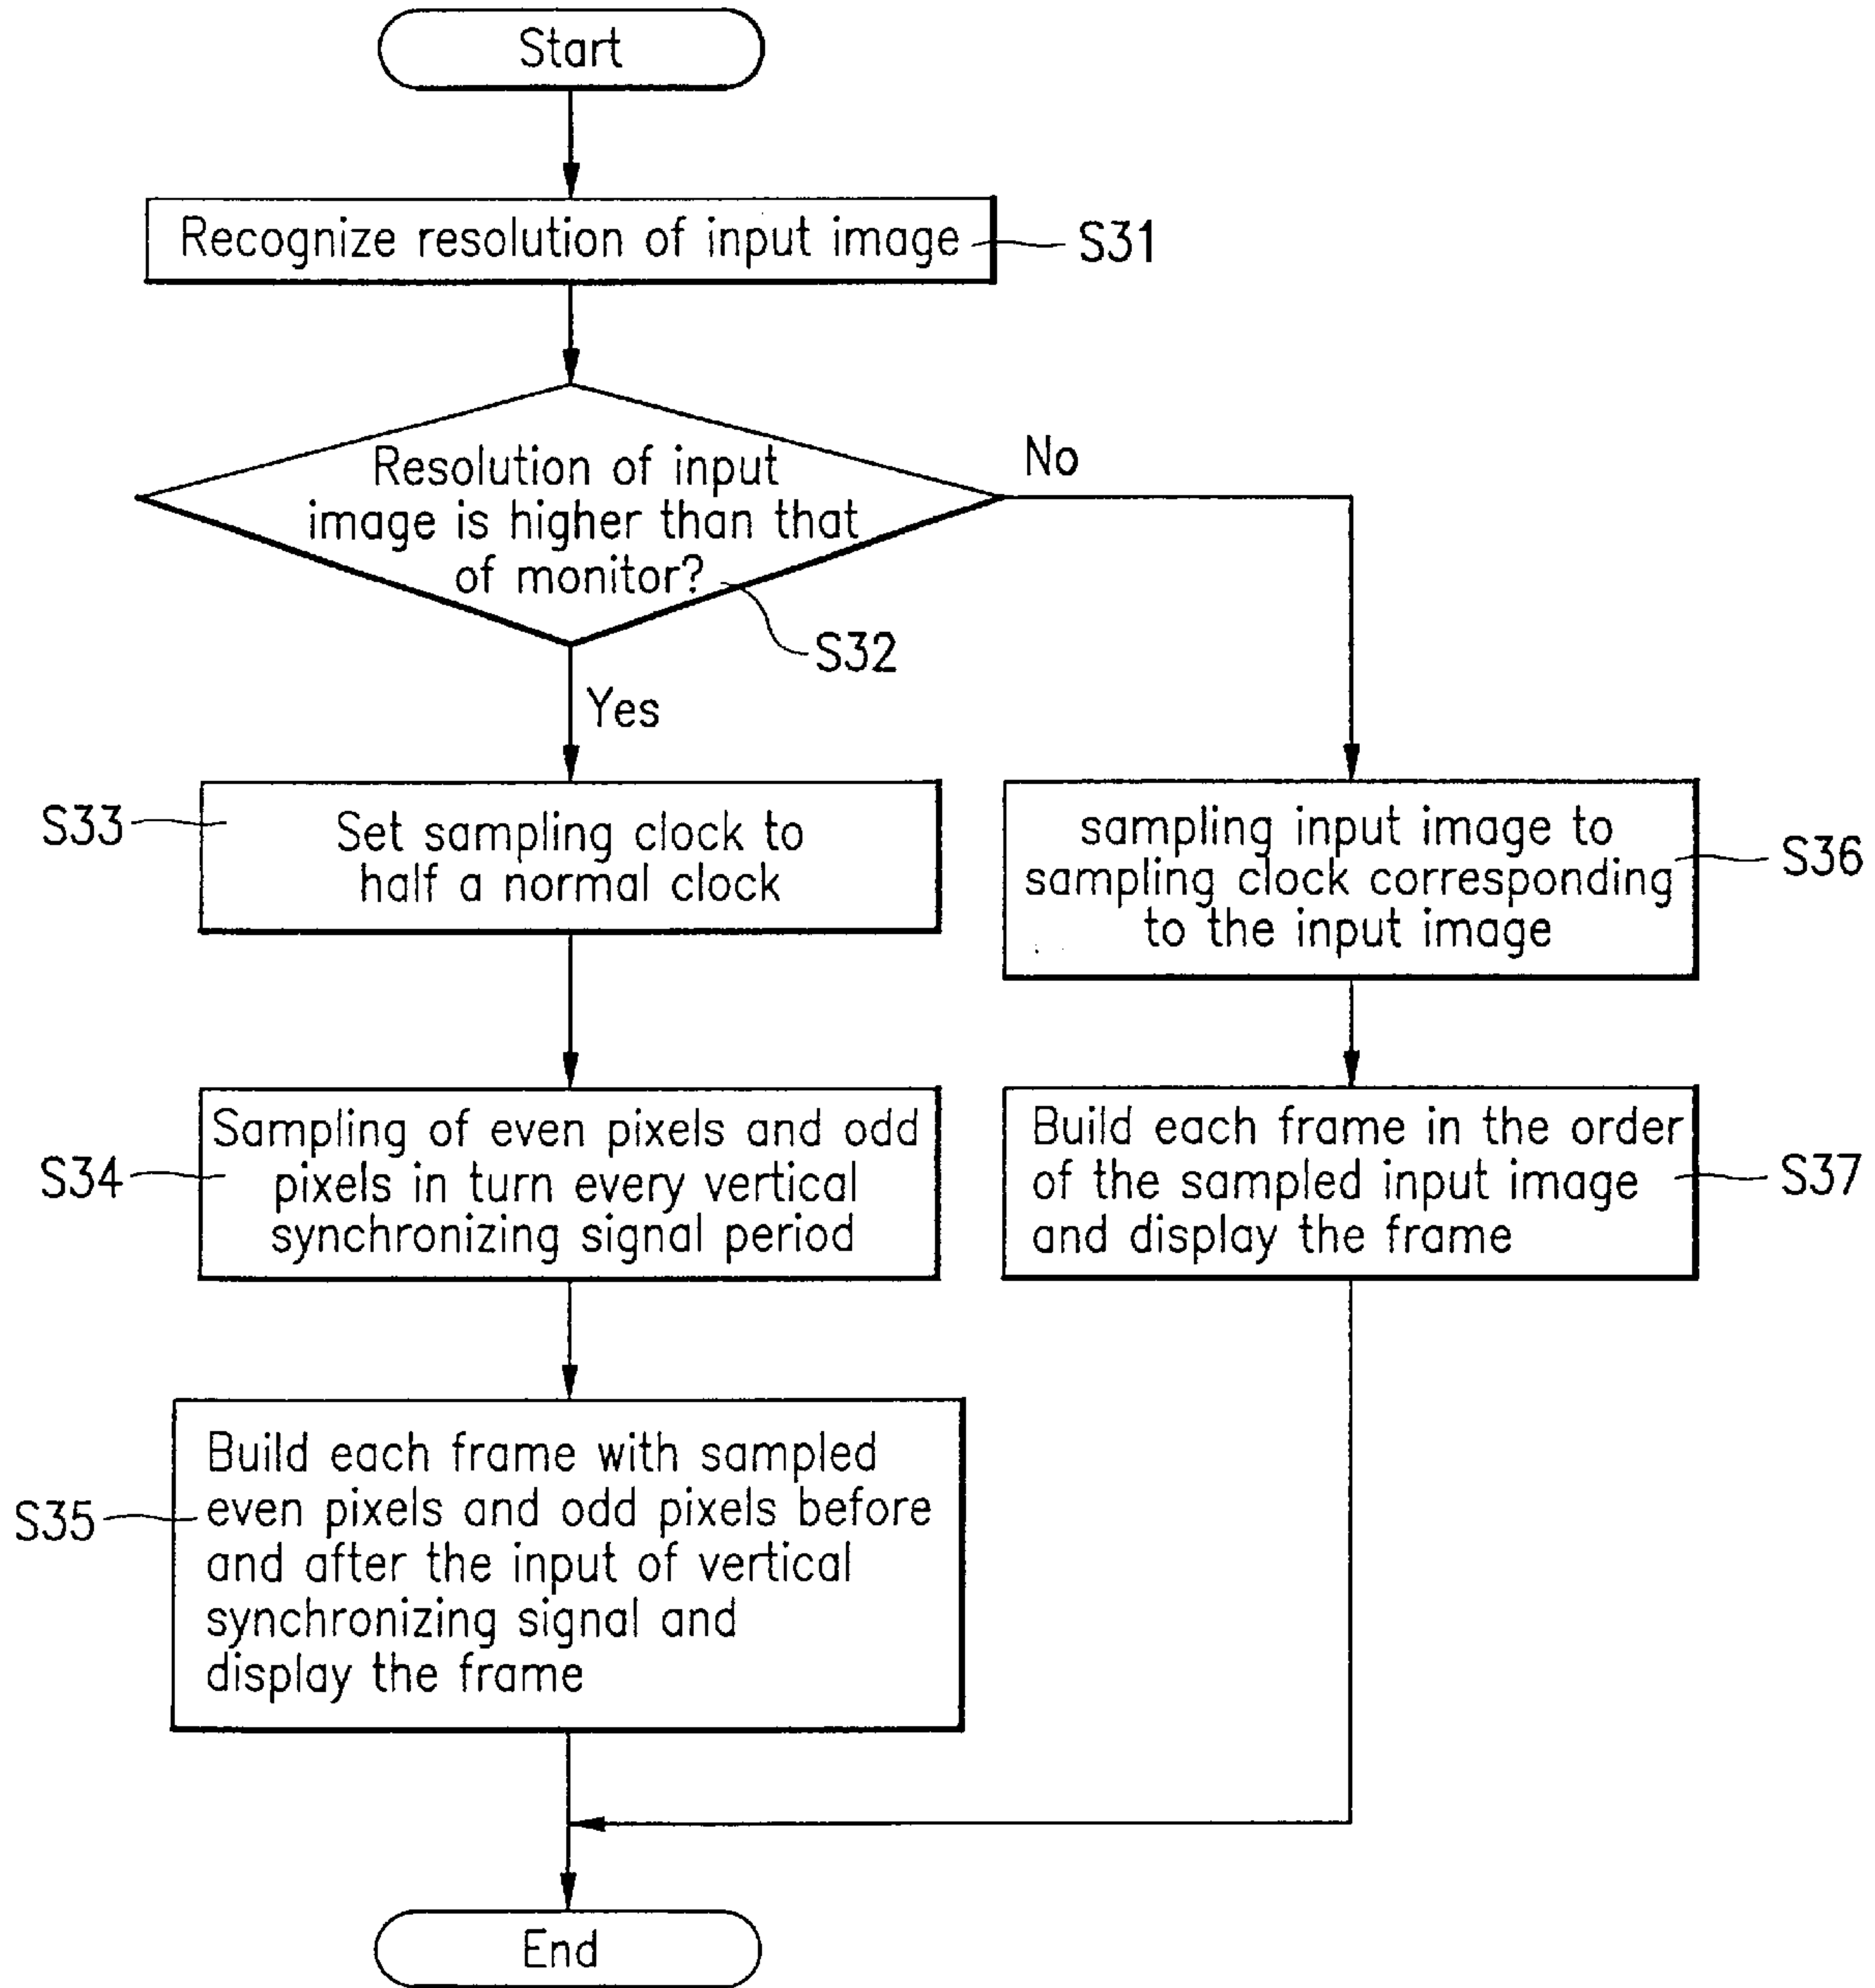 Start
Recognize resolution of input image
S31
Resolution of input
image is higher than that
of monitor?
S32
No
Yes
S33
Set sampling clock to
half a normal clock
sampling input image to
sampling clock corresponding
to the input image
S36
S34
Sampling of even pixels and odd
pixels in turn every vertical
synchronizing signal period
Build each frame in the order
of the sampled input image
and display the frame
S37
S35
Build each frame with sampled
even pixels and odd pixels before
and after the input of vertical
synchronizing signal and
display the frame
End